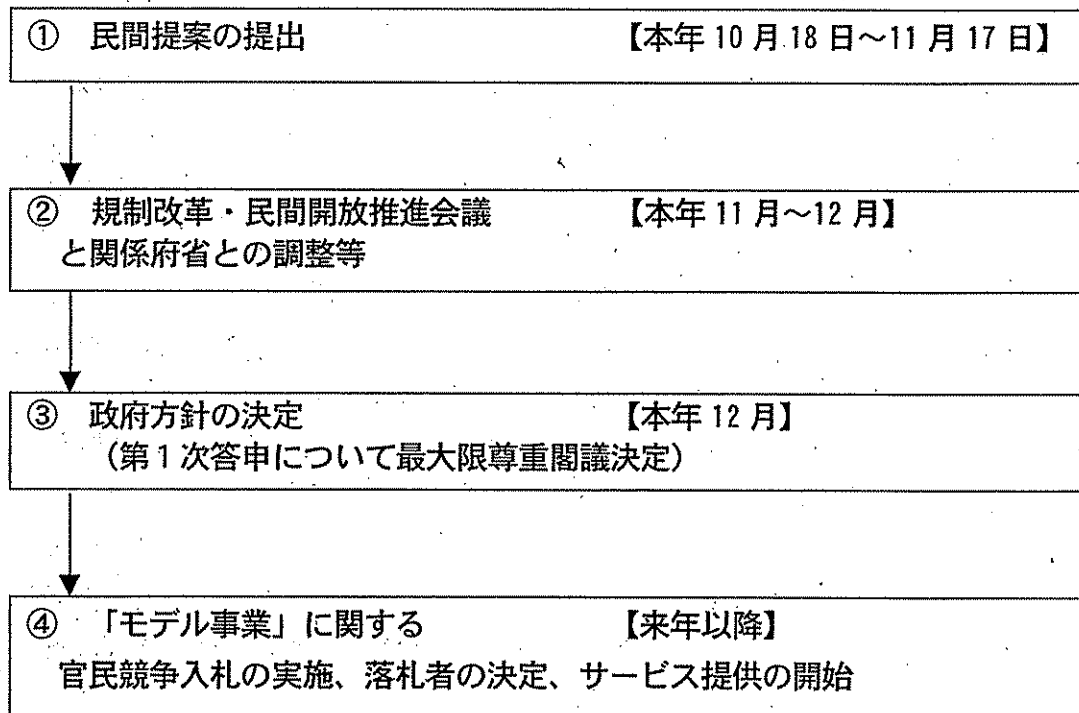 ① 民間提案の提出 【本年 10 月 18 日～11 月 17 日】
② 規制改革・民間開放推進会議 【本年 11 月～12 月】
と関係府省との調整等
③ 政府方針の決定 【本年 12 月】
（第１次答申について最大限尊重閣議決定）
④ 「モデル事業」に関する 【来年以降】
官民競争入札の実施、落札者の決定、サービス提供の開始